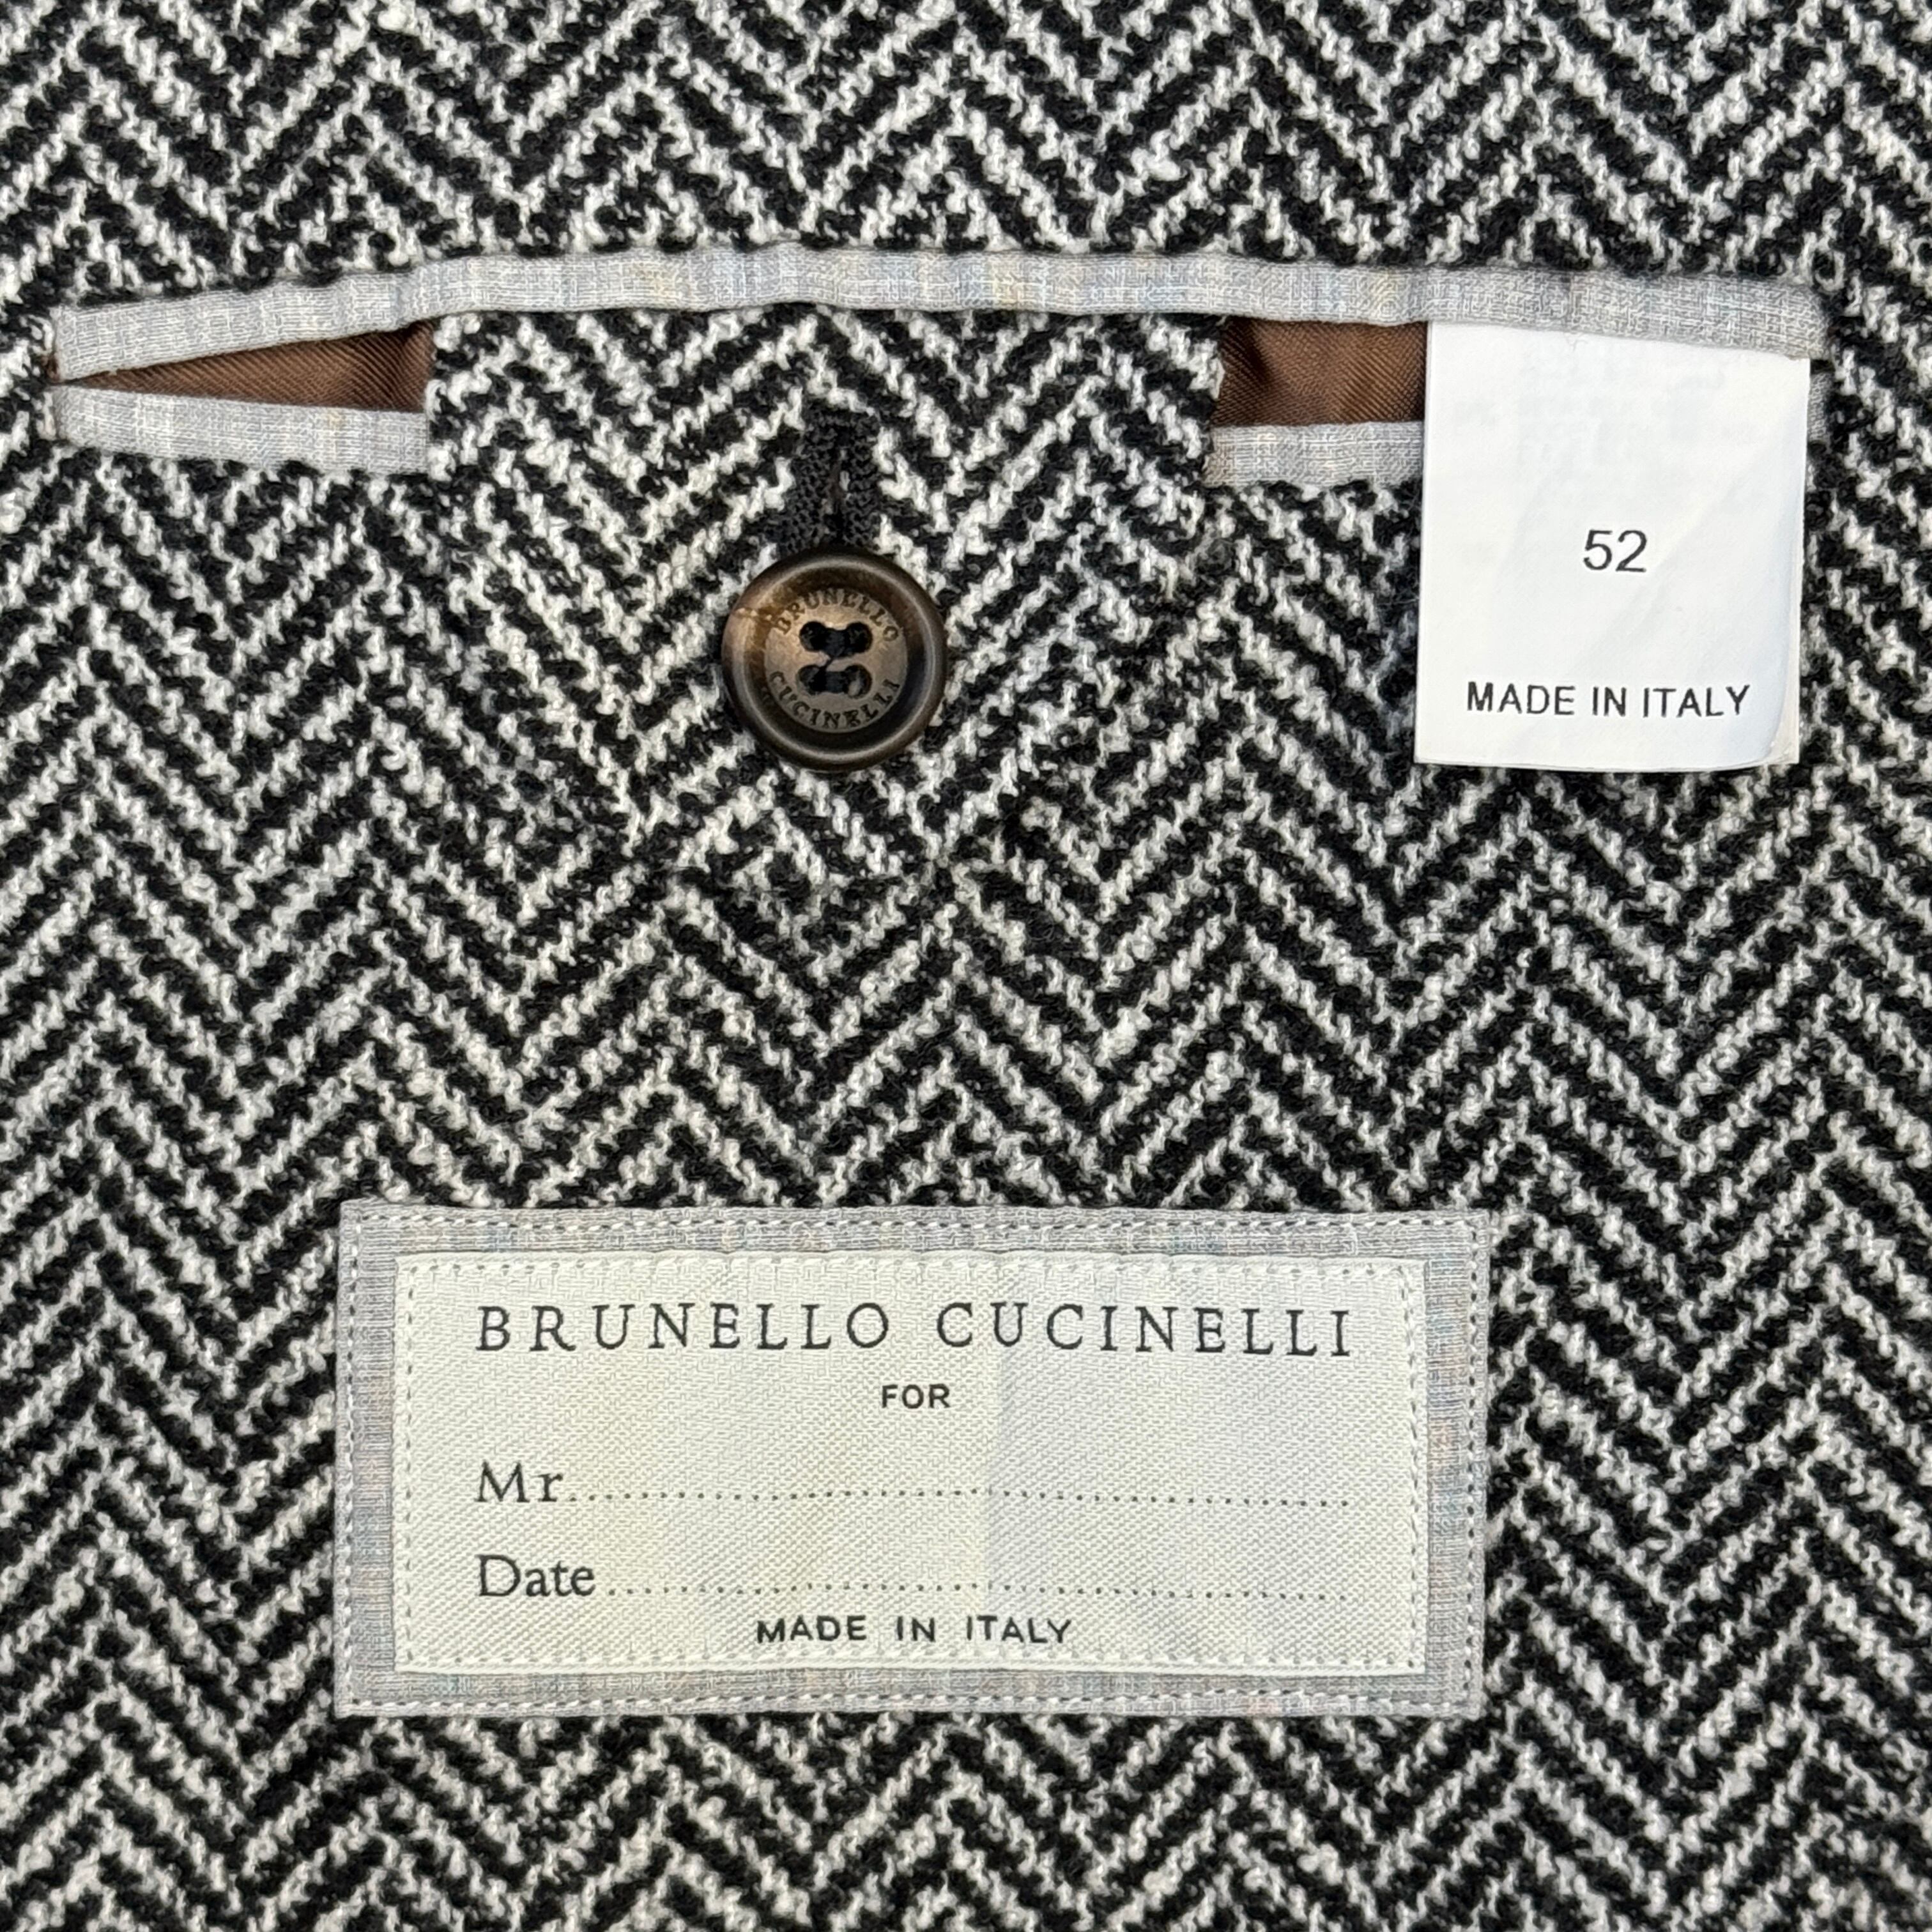 52
MADE IN ITALY
BRUNELLO
CUCINELLI
BRUNELLO CUCINELLI
FOR
Mr.
Date
MADE IN ITALY